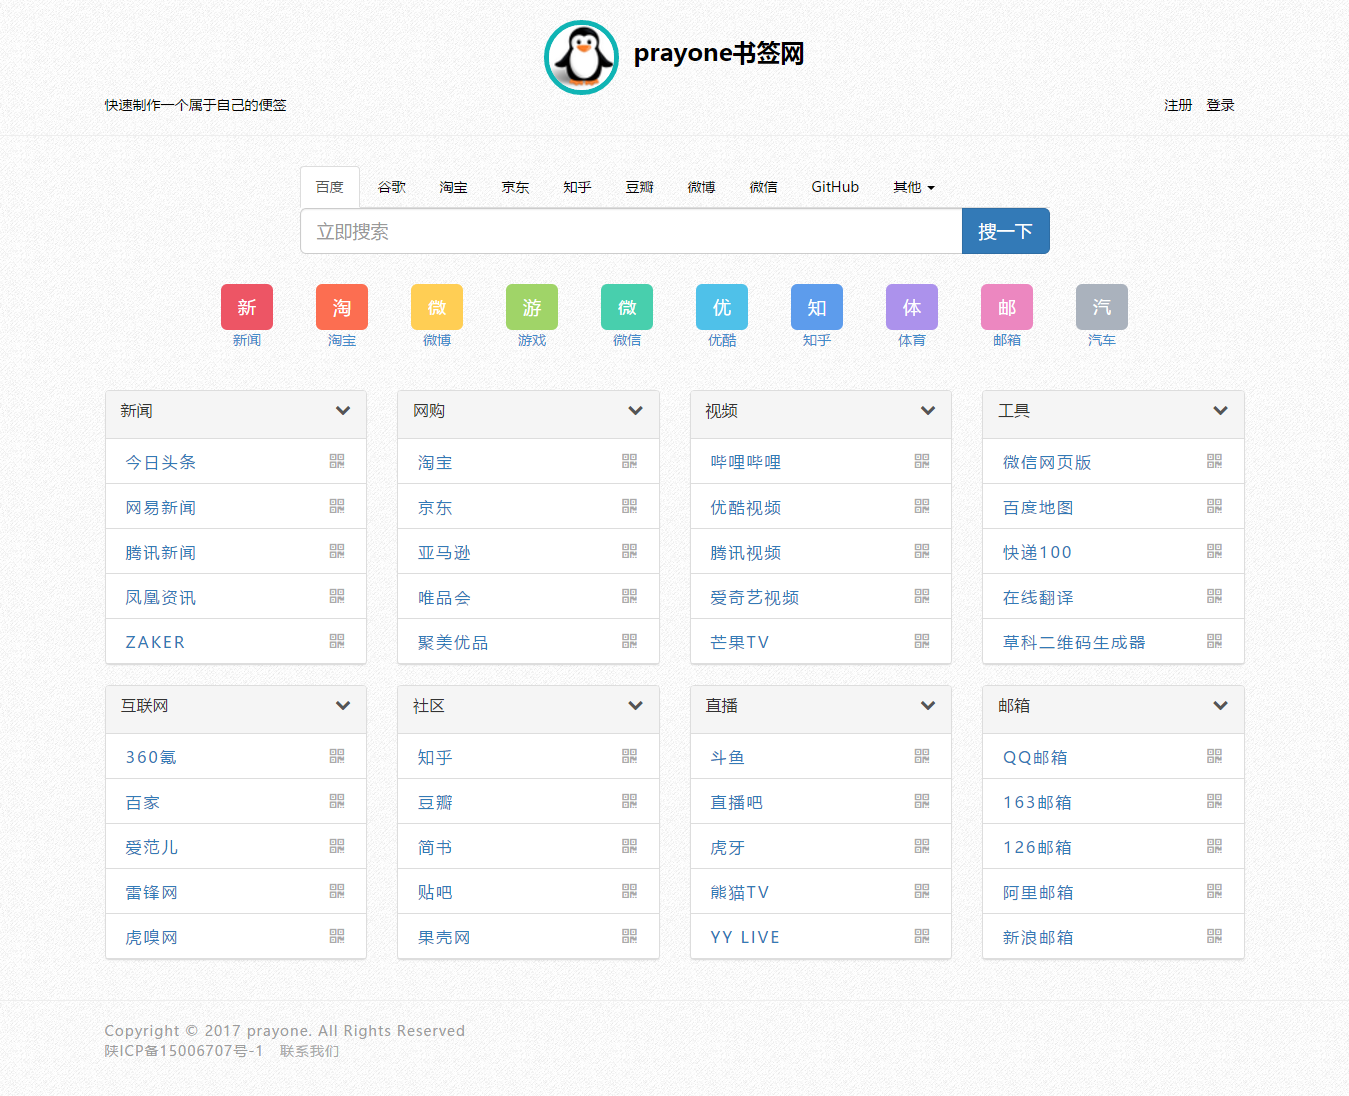 prayone书签网
快速制作一个属于自己的便签 注册 登录
百度 谷歌 淘宝 京东 知乎 豆瓣 微博 微信 GitHub 其他
立即搜索 搜一下
新 淘 微 游 微 优 知 体 邮 汽
新闻 淘宝 微博 游戏 微信 优酷 知乎 体育 邮箱 汽车
新闻 网购 视频 工具
今日头条 淘宝 哔哩哔哩 微信网页版
网易新闻 京东 优酷视频 百度地图
腾讯新闻 亚马逊 腾讯视频 快递100
凤凰资讯 唯品会 爱奇艺视频 在线翻译
ZAKER 聚美优品 芒果TV 草科二维码生成器
互联网 社区 直播 邮箱
360氪 知乎 斗鱼 QQ邮箱
百家 豆瓣 直播吧 163邮箱
爱范儿 简书 虎牙 126邮箱
雷锋网 贴吧 熊猫TV 阿里邮箱
虎嗅网 果壳网 YY LIVE 新浪邮箱
Copyright © 2017 prayone. All Rights Reserved
陕ICP备15006707号-1 联系我们